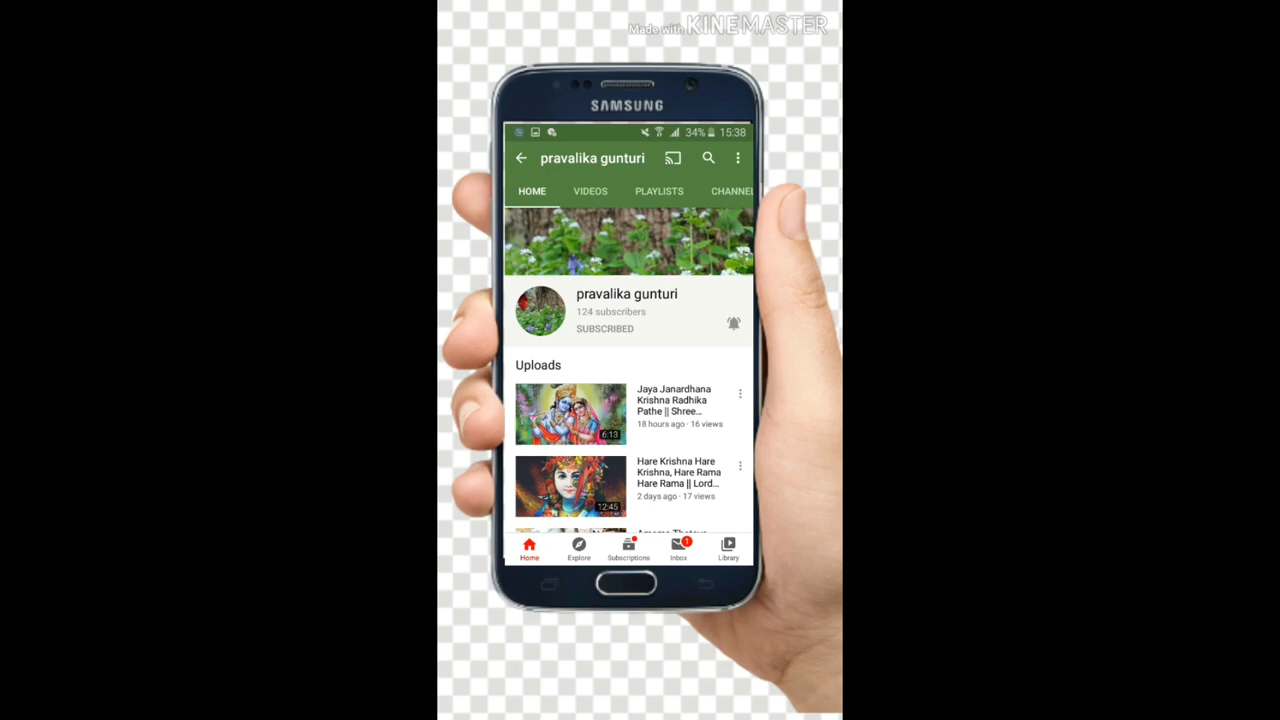 Made with KINEMASTER
SAMSUNG
34% 15:38
pravalika gunturi
HOME VIDEOS PLAYLISTS CHANNEL
pravalika gunturi
124 subscribers
SUBSCRIBED
Uploads
Jaya Janardhana
Krishna Radhika
Pathe || Shree...
18 hours ago · 16 views
6:13
Hare Krishna Hare
Krishna, Hare Rama
Hare Rama || Lord...
2 days ago · 17 views
12:45
1
Home Explore Subscriptions Inbox Library